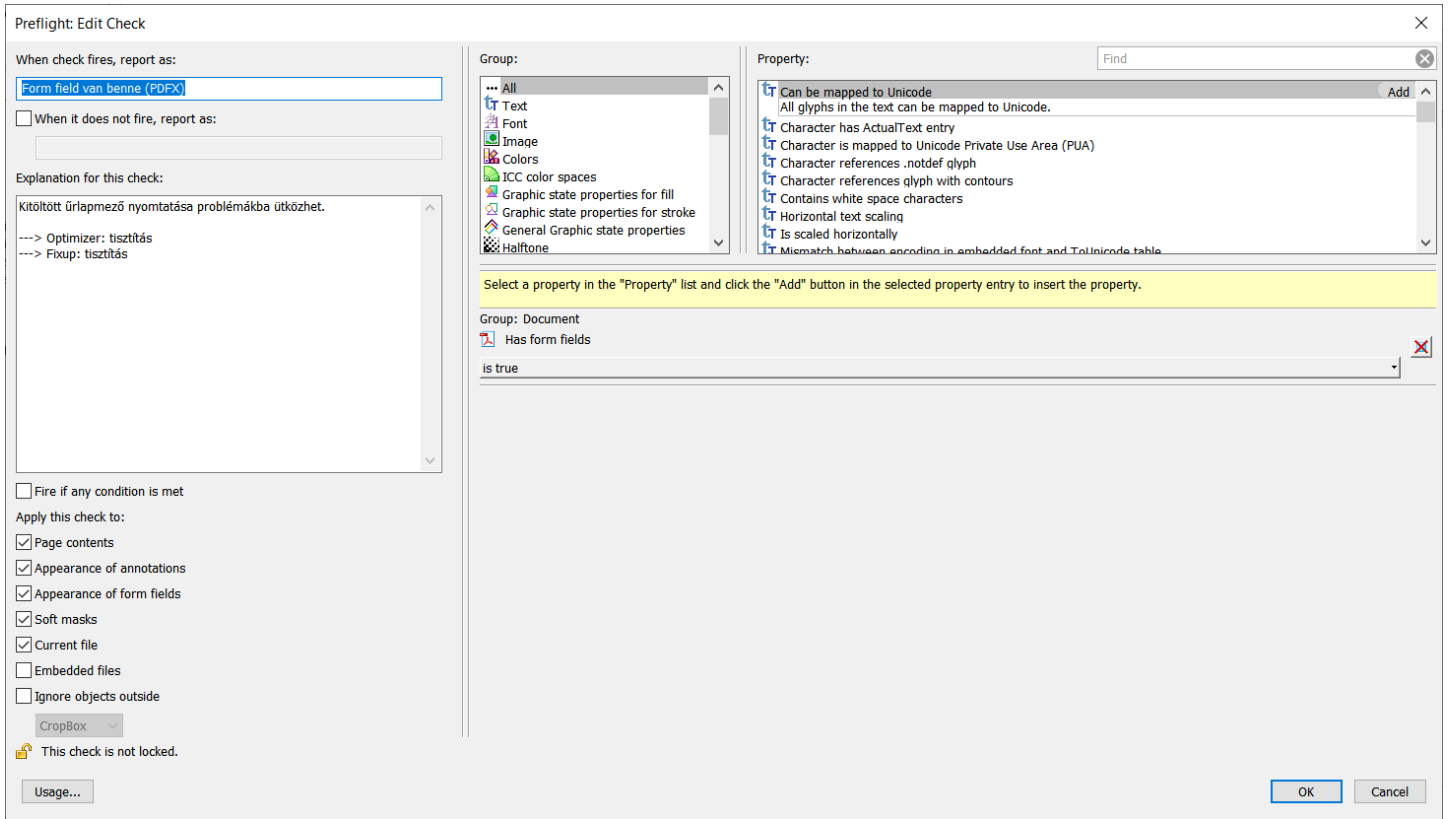 Preflight: Edit Check
When check fires, report as:
Form field van benne (PDFX)
When it does not fire, report as:
Explanation for this check:
Kitöltött űrlapmező nyomtatása problémákba ütközhet.
---> Optimizer: tisztítás
---> Fixup: tisztítás
Fire if any condition is met
Apply this check to:
Page contents
Appearance of annotations
Appearance of form fields
Soft masks
Current file
Embedded files
Ignore objects outside
CropBox
This check is not locked.
Usage...
Group:
All
Text
Font
Image
Colors
ICC color spaces
Graphic state properties for fill
Graphic state properties for stroke
General Graphic state properties
Halftone
Property:
Find
Can be mapped to Unicode
Add
All glyphs in the text can be mapped to Unicode.
Character has ActualText entry
Character is mapped to Unicode Private Use Area (PUA)
Character references .notdef glyph
Character references glyph with contours
Contains white space characters
Horizontal text scaling
Is scaled horizontally
Mismatch between encoding in embedded font and ToUnicode table
Select a property in the "Property" list and click the "Add" button in the selected property entry to insert the property.
Group: Document
Has form fields
is true
OK
Cancel